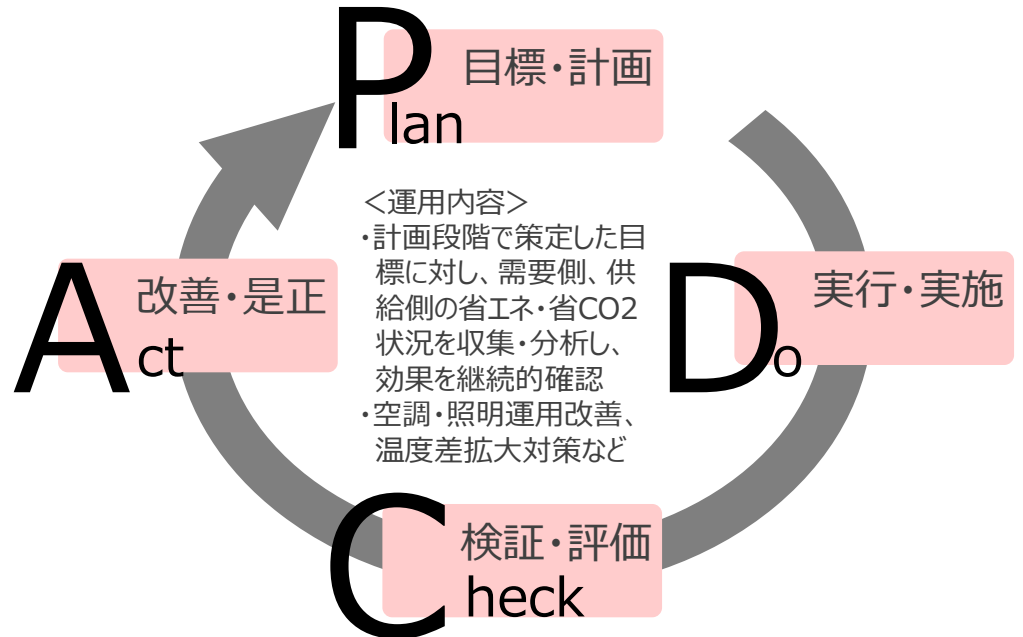 Plan
目標・計画
<運用内容>
・計画段階で策定した目
標に対し、需要側、供
給側の省エネ・省CO2
状況を収集・分析し、
効果を継続的確認
・空調・照明運用改善、
温度差拡大対策など
Do
実行・実施
Check
検証・評価
Act
改善・是正